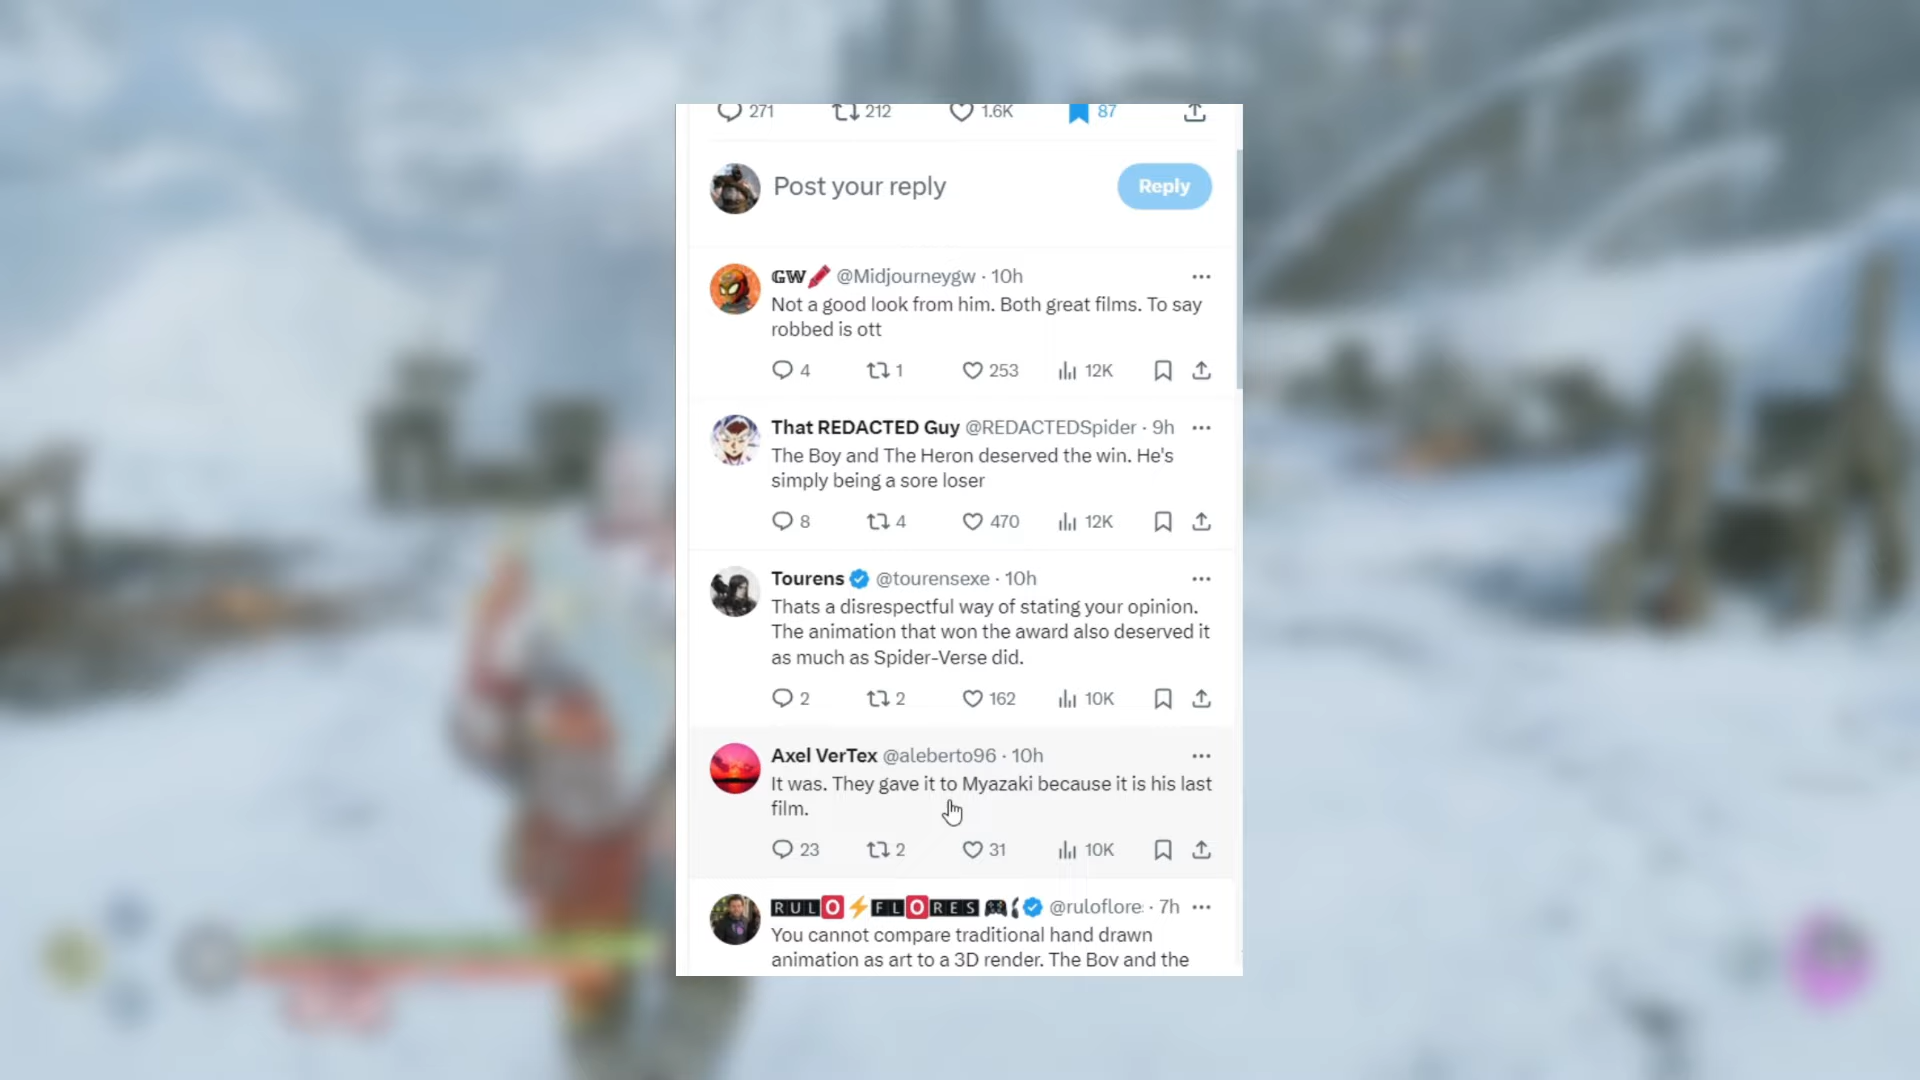 271 212 1.6K 87
Post your reply Reply
GW @Midjourneygw · 10h
Not a good look from him. Both great films. To say
robbed is ott
4 1 253 12K
That REDACTED Guy @REDACTEDSpider · 9h
The Boy and The Heron deserved the win. He's
simply being a sore loser
8 4 470 12K
Tourens @tourensexe · 10h
Thats a disrespectful way of stating your opinion.
The animation that won the award also deserved it
as much as Spider-Verse did.
2 2 162 10K
Axel VerTex @aleberto96 · 10h
It was. They gave it to Myazaki because it is his last
film.
23 2 31 10K
RULO⚡FLORES @ruloflore · 7h
You cannot compare traditional hand drawn
animation as art to a 3D render. The Boy and the